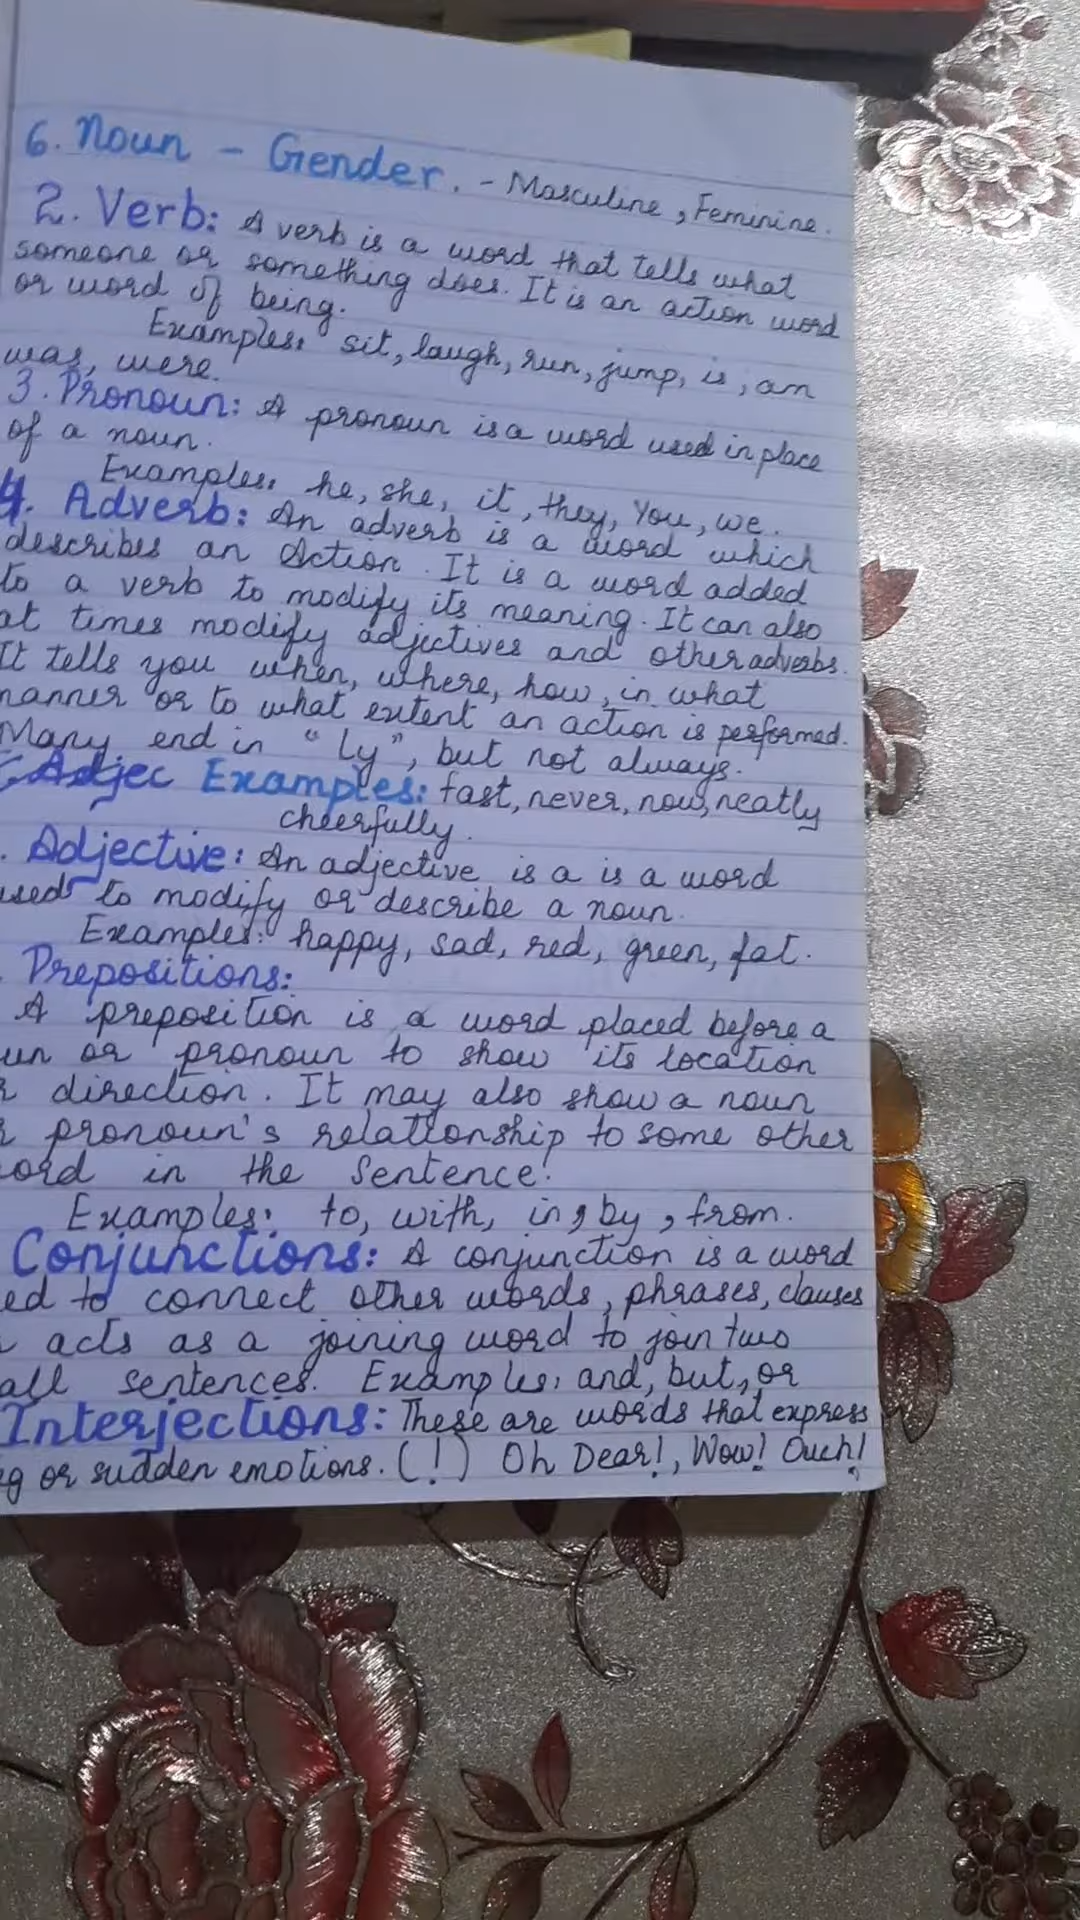 6. Noun - Gender. - Masculine, Feminine.
2. Verb: A verb is a word that tells what
someone or something does. It is an action word
or word of being.
Examples: sit, laugh, run, jump, is, am
was, were.
3. Pronoun: A pronoun is a word used in place
of a noun.
Examples: he, she, it, they, You, we.
4. Adverb: An adverb is a word which
describes an Action. It is a word added
to a verb to modify its meaning. It can also
at times modify adjectives and other adverbs.
It tells you when, where, how, in what
manner or to what extent an action is performed.
Many end in "Ly", but not always.
Adjec Examples: fast, never, now, neatly
cheerfully.
. Adjective: An adjective is a is a word
used to modify or describe a noun.
Examples: happy, sad, red, green, fat.
. Prepositions:
A preposition is a word placed before a
un or pronoun to show its location
r direction. It may also show a noun
r pronoun's relationship to some other
ord in the Sentence.
Examples: to, with, in, by, from.
Conjunctions: A conjunction is a word
ed to connect other words, phrases, clauses
acts as a joining word to join two
all sentences. Examples: and, but, or
Interjections: These are words that express
g or sudden emotions. (!) Oh Dear!, Wow! Ouch!